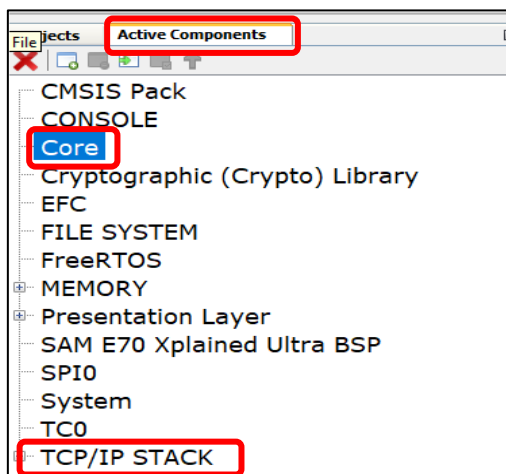 File
jects
Active Components
CMSIS Pack
CONSOLE
Core
Cryptographic (Crypto) Library
EFC
FILE SYSTEM
FreeRTOS
MEMORY
Presentation Layer
SAM E70 Xplained Ultra BSP
SPI0
System
TC0
TCP/IP STACK